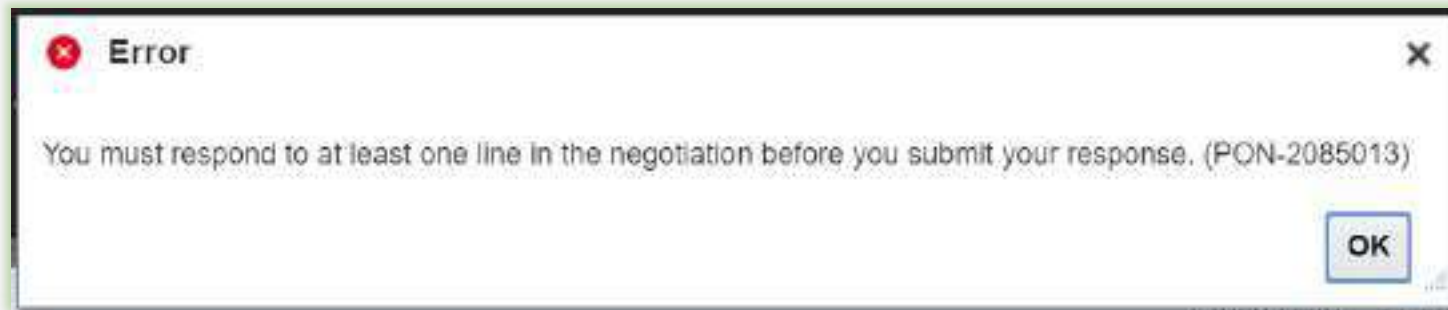 Error
You must respond to at least one line in the negotiation before you submit your response. (PON-2085013)
OK